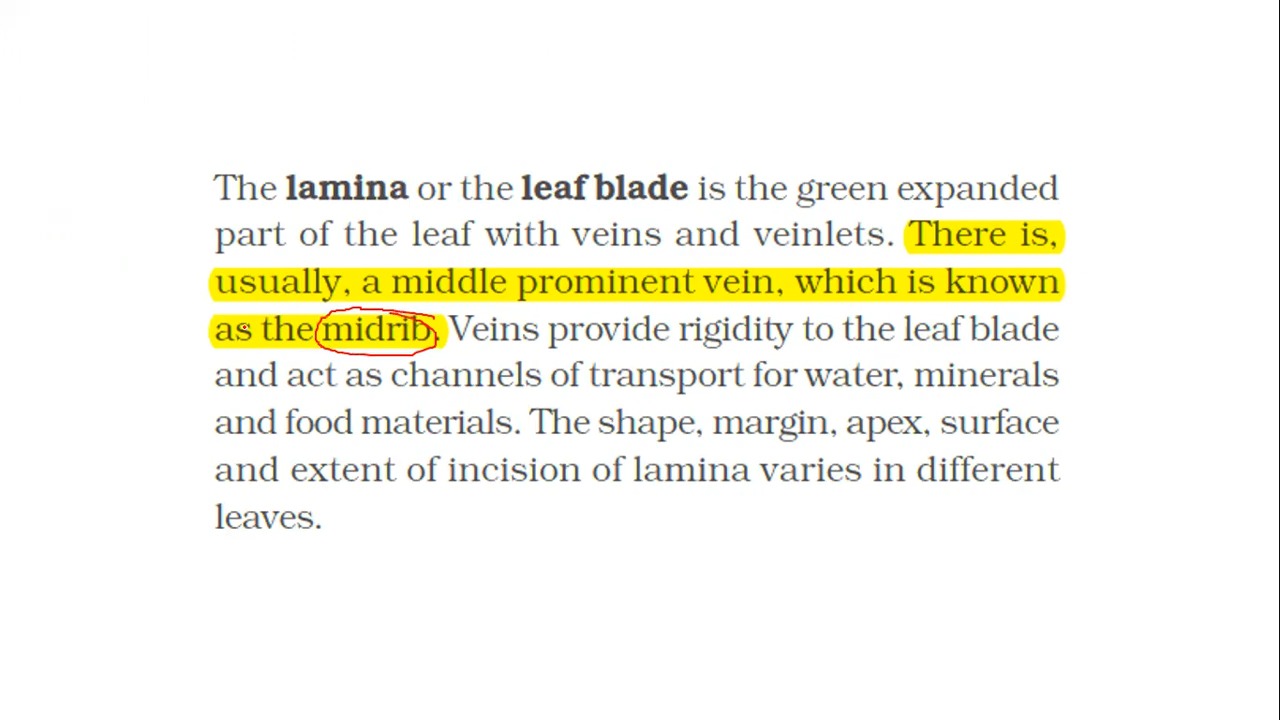 The lamina or the leaf blade is the green expanded
part of the leaf with veins and veinlets. There is,
usually, a middle prominent vein, which is known
as the midrib. Veins provide rigidity to the leaf blade
and act as channels of transport for water, minerals
and food materials. The shape, margin, apex, surface
and extent of incision of lamina varies in different
leaves.